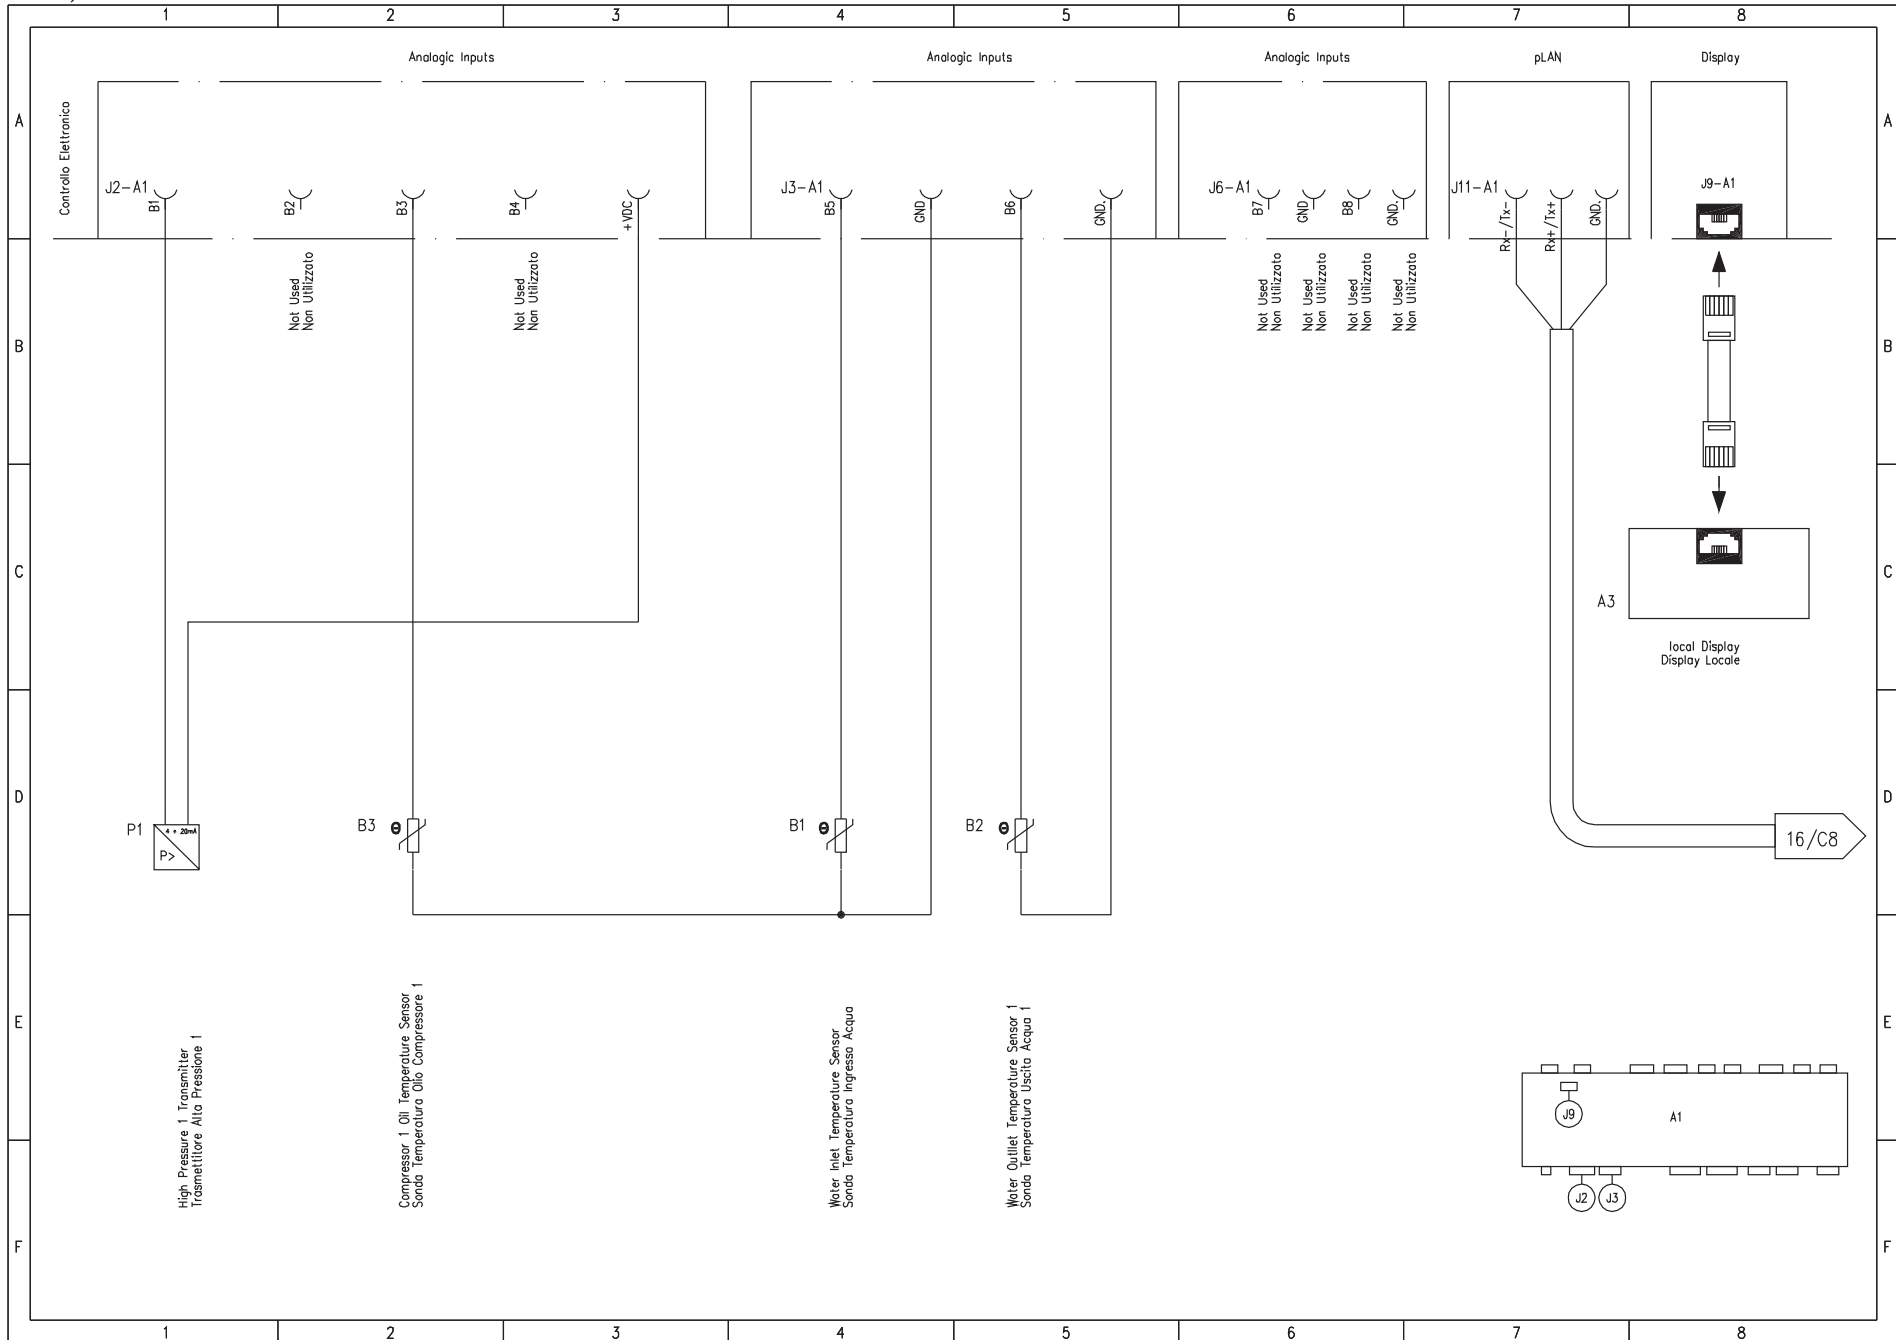 1 2 3 4 5 6 7 8
Analogic Inputs
Analogic Inputs
Analogic Inputs
pLAN
Display
A
A
Controllo Elettronico
J2-A1
B1
B2
B3
B4
+VDC
J3-A1
B5
GND
B6
GND.
J6-A1
B7
GND
B8
GND.
J11-A1
Rx-/Tx-
Rx+/Tx+
GND.
J9-A1
Not Used
Non Utilizzato
Not Used
Non Utilizzato
Not Used
Non Utilizzato
Not Used
Non Utilizzato
Not Used
Non Utilizzato
Not Used
Non Utilizzato
B
B
C
C
A3
local Display
Display Locale
D
D
P1
4 ÷ 20mA
P>
B3
Θ
B1
Θ
B2
Θ
16/C8
E
E
High Pressure 1 Transmitter
Trasmettitore Alta Pressione 1
Compressor 1 Oil Temperature Sensor
Sonda Temperatura Olio Compressore 1
Water Inlet Temperature Sensor
Sonda Temperatura Ingresso Acqua
Water Outllet Temperature Sensor 1
Sonda Temperatura Uscita Acqua 1
J9
A1
J2
J3
F
F
1 2 3 4 5 6 7 8